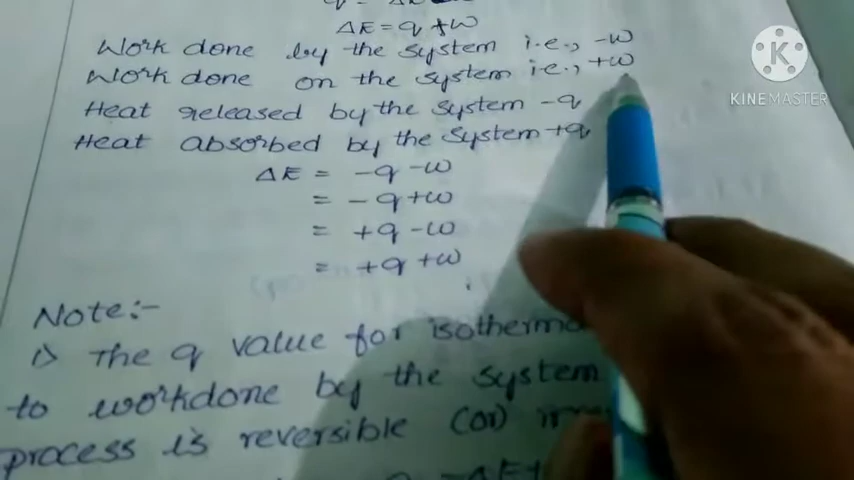 ΔE = q + w
Work done by the system i.e., -w
Work done on the system i.e., +w
Heat released by the system -q
Heat absorbed by the system +q
ΔE = -q -w
= -q +w
= +q -w
= +q +w
Note:-
1) The q value for
to workdone by the system
process is reversible (or)
KINEMASTER